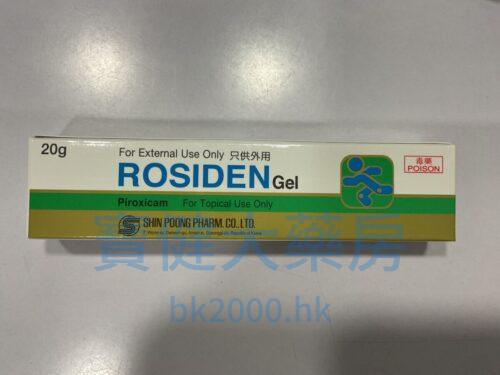 20g
For External Use Only 只供外用
ROSIDEN Gel
毒藥
POISON
Piroxicam For Topical Use Only
SHIN POONG PHARM. CO., LTD.
寶健大藥房
bk2000.hk